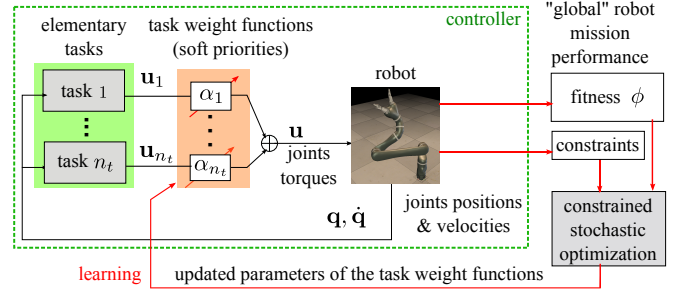 controller
elementary
tasks
task weight functions
(soft priorities)
"global" robot
mission
performance
task 1
u₁
α₁
robot
fitness ϕ
⋮
⋮
u
joints
torques
constraints
task nₜ
uₙₜ
αₙₜ
q, q̇
joints positions
& velocities
constrained
stochastic
optimization
learning
updated parameters of the task weight functions